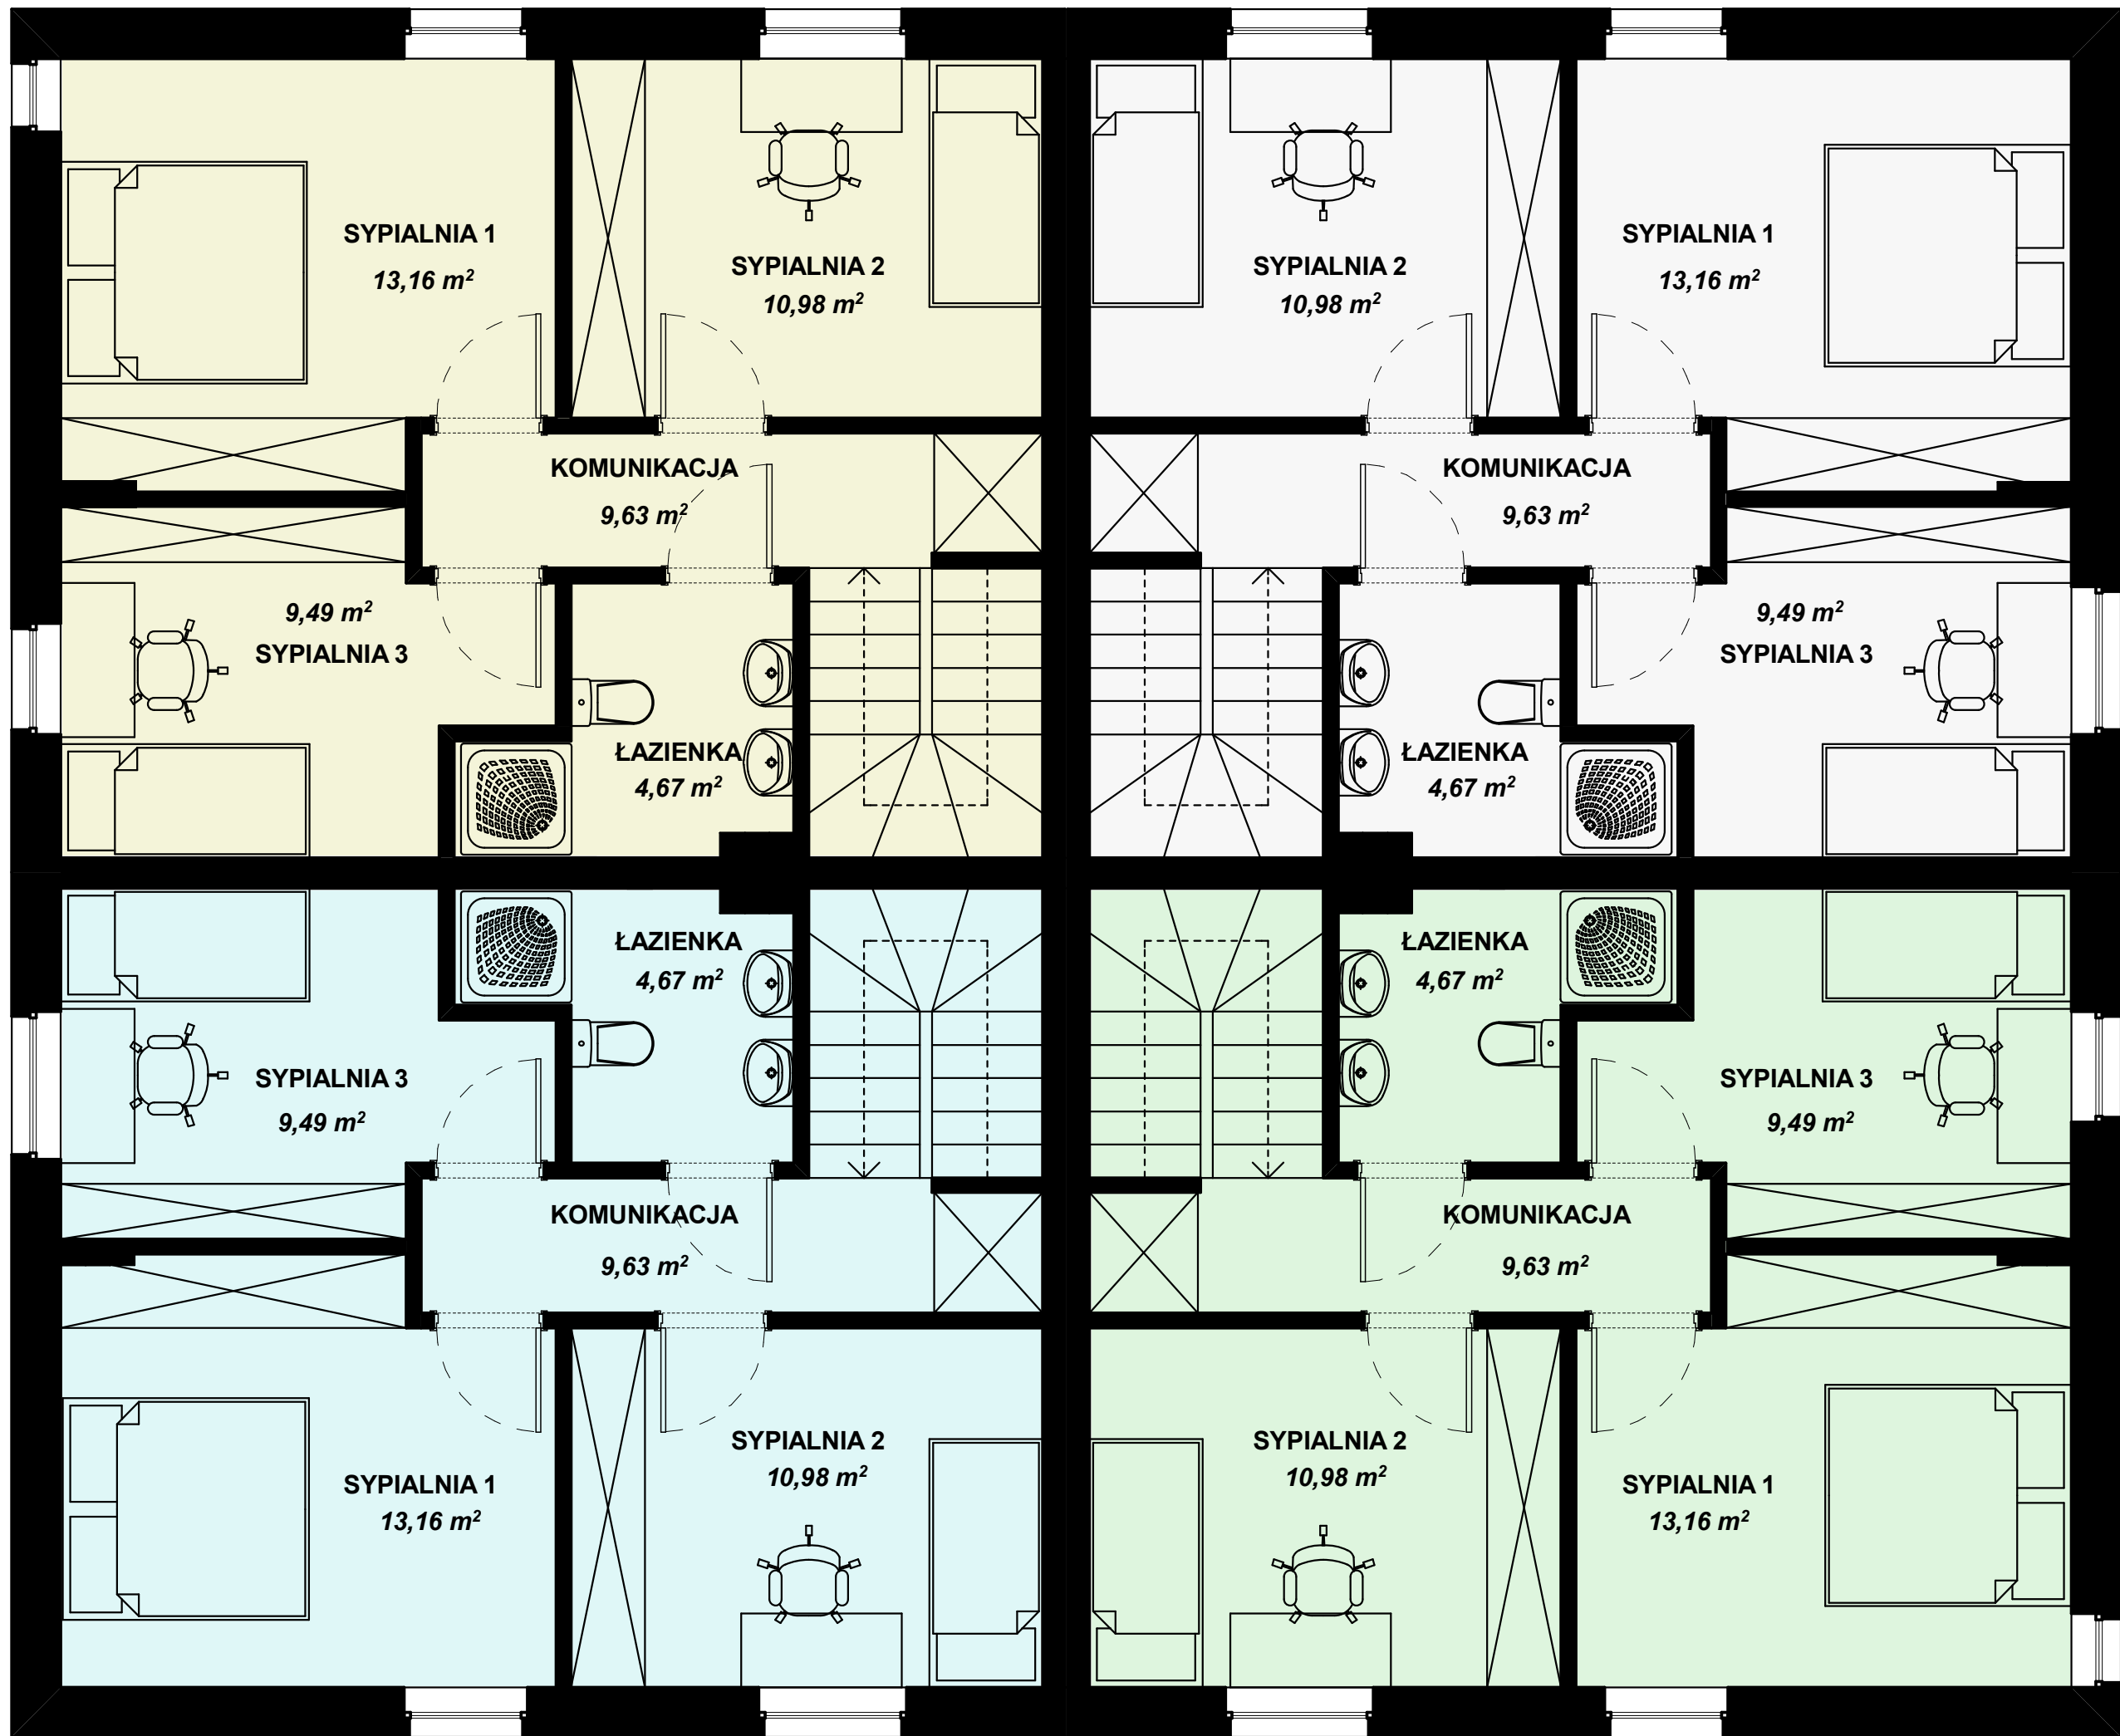 SYPIALNIA 1
13,16 m²
SYPIALNIA 2
10,98 m²
SYPIALNIA 2
10,98 m²
SYPIALNIA 1
13,16 m²
KOMUNIKACJA
9,63 m²
KOMUNIKACJA
9,63 m²
9,49 m²
SYPIALNIA 3
ŁAZIENKA
4,67 m²
ŁAZIENKA
4,67 m²
9,49 m²
SYPIALNIA 3
SYPIALNIA 3
9,49 m²
ŁAZIENKA
4,67 m²
ŁAZIENKA
4,67 m²
SYPIALNIA 3
9,49 m²
KOMUNIKACJA
9,63 m²
KOMUNIKACJA
9,63 m²
SYPIALNIA 1
13,16 m²
SYPIALNIA 2
10,98 m²
SYPIALNIA 2
10,98 m²
SYPIALNIA 1
13,16 m²